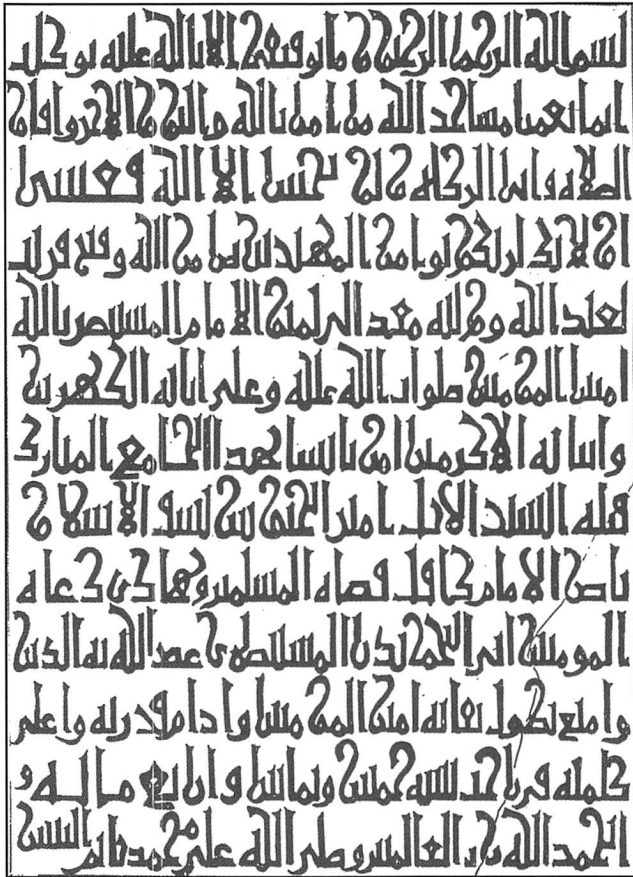 بسم الله الرحمن الرحيم وما توفيقي الا بالله عليه توكلت
انما يعمر مساجد الله من امن بالله واليوم الاخر واقام
الصلاة واتى الزكاة ولم يخش الا الله فعسى
اولئك ان يكونوا من المهتدين نصر من الله وفتح قريب
لعبد الله ووليه معد ابي تميم الامام المستنصر بالله
امير المؤمنين صلوات الله عليه وعلى ابائه الطاهرين
وابنائه الاكرمين امر بانشا هذا الجامع المبارك
فتاه السيد الاجل امير الجيوش سيف الاسلام
ناصر الامام كافل قضاة المسلمين وهادي دعاة
المومنين ابو النجم بدر المستنصري عضد الله به الدين
وامتع بطول بقائه امير المومنين وادام قدرته واعلى
كلمته في رجب سنة خمس وثمانين واربع مائة
الحمد لله رب العالمين وصلى الله على محمد خاتم النبيين